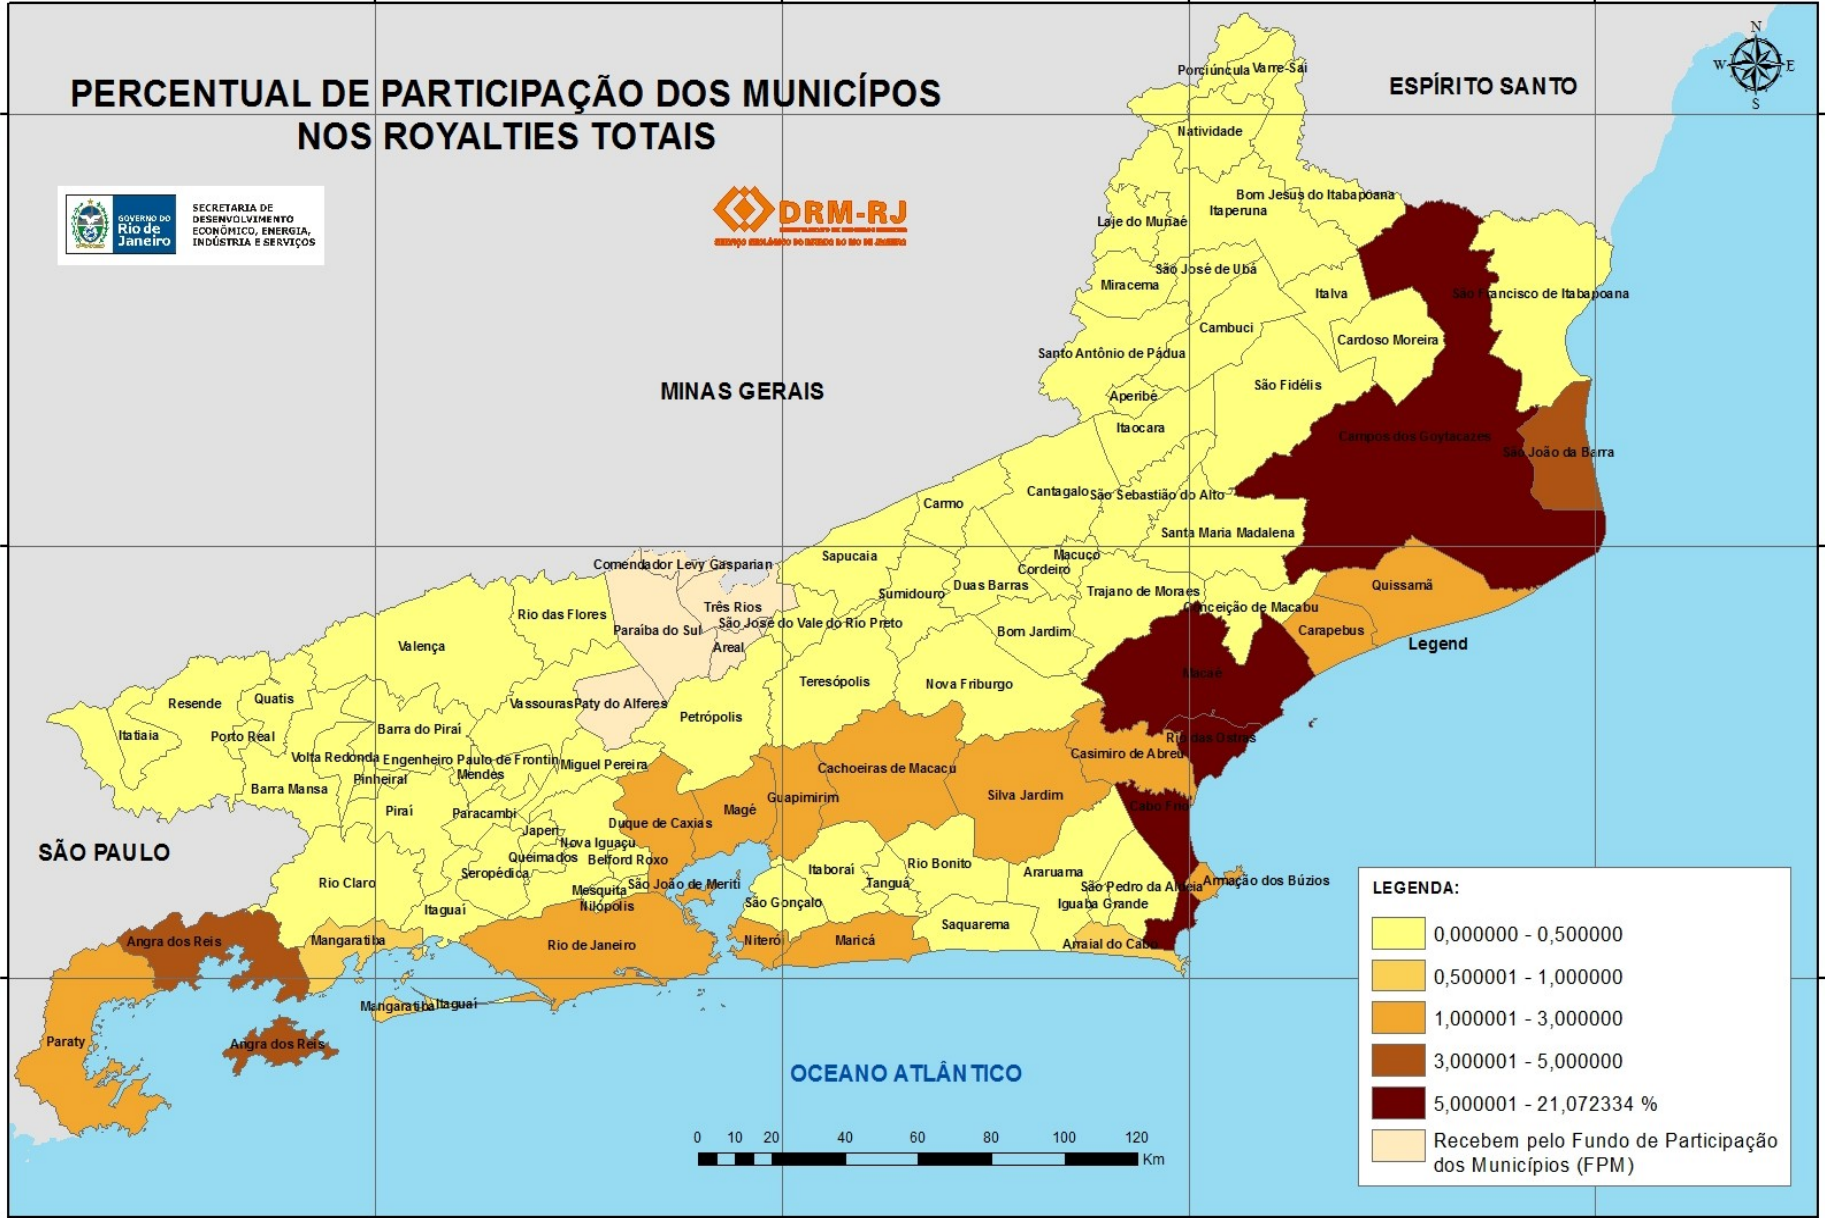 PERCENTUAL DE PARTICIPAÇÃO DOS MUNICÍPOS
NOS ROYALTIES TOTAIS
GOVERNO DO
Rio de
Janeiro
SECRETARIA DE
DESENVOLVIMENTO
ECONÔMICO, ENERGIA,
INDÚSTRIA E SERVIÇOS
DRM-RJ
SERVIÇO GEOLÓGICO DO ESTADO DO RIO DE JANEIRO
ESPÍRITO SANTO
N
W
E
S
MINAS GERAIS
SÃO PAULO
Porciúncula
Varre-Sai
Natividade
Bom Jesus do Itabapoana
Itaperuna
Laje do Muriaé
São José de Ubá
Miracema
Italva
São Francisco de Itabapoana
Cambuci
Cardoso Moreira
Santo Antônio de Pádua
São Fidélis
Aperibé
Itaocara
Campos dos Goytacazes
São João da Barra
Cantagalo
São Sebastião do Alto
Carmo
Santa Maria Madalena
Macuco
Sapucaia
Comendador Levy Gasparian
Cordeiro
Duas Barras
Quissamã
Trajano de Moraes
Sumidouro
Conceição de Macabu
Três Rios
Rio das Flores
São José do Vale do Rio Preto
Paraíba do Sul
Bom Jardim
Carapebus
Legend
Valença
Areal
Macaé
Teresópolis
Nova Friburgo
Resende
Quatis
Vassouras
Paty do Alferes
Petrópolis
Barra do Piraí
Itatiaia
Porto Real
Rio das Ostras
Casimiro de Abreu
Volta Redonda
Engenheiro Paulo de Frontin
Miguel Pereira
Cachoeiras de Macacu
Mendes
Pinheiral
Barra Mansa
Silva Jardim
Guapimirim
Cabo Frio
Magé
Piraí
Paracambi
Duque de Caxias
Japeri
Nova Iguaçu
Queimados
Belford Roxo
Rio Bonito
Itaboraí
Seropédica
Araruama
Tanguá
Rio Claro
São João de Meriti
São Pedro da Aldeia
Armação dos Búzios
Mesquita
Nilópolis
São Gonçalo
Iguaba Grande
Itaguaí
Saquarema
Angra dos Reis
Mangaratiba
Rio de Janeiro
Niteró
Maricá
Arraial do Cabo
Mangaratiba
Itaguaí
Paraty
Angra dos Reis
OCEANO ATLÂNTICO
0 10 20 40 60 80 100 120
Km
LEGENDA:
0,000000 - 0,500000
0,500001 - 1,000000
1,000001 - 3,000000
3,000001 - 5,000000
5,000001 - 21,072334 %
Recebem pelo Fundo de Participação
dos Municípios (FPM)